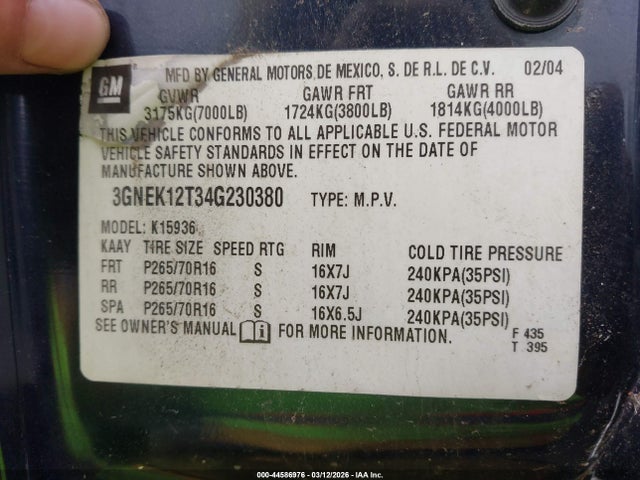 GM
MFD BY GENERAL MOTORS DE MEXICO, S. DE R.L. DE C.V. 02/04
GVWR GAWR FRT GAWR RR
3175KG(7000LB) 1724KG(3800LB) 1814KG(4000LB)
THIS VEHICLE CONFORMS TO ALL APPLICABLE U.S. FEDERAL MOTOR
VEHICLE SAFETY STANDARDS IN EFFECT ON THE DATE OF
MANUFACTURE SHOWN ABOVE.
3GNEK12T34G230380 TYPE: M.P.V.
MODEL: K15936
KAAY TIRE SIZE SPEED RTG RIM COLD TIRE PRESSURE
FRT P265/70R16 S 16X7J 240KPA(35PSI)
RR P265/70R16 S 16X7J 240KPA(35PSI)
SPA P265/70R16 S 16X6.5J 240KPA(35PSI)
SEE OWNER'S MANUAL FOR MORE INFORMATION.
F 435
T 395
000-44586976 - 03/12/2026 - IAA Inc.